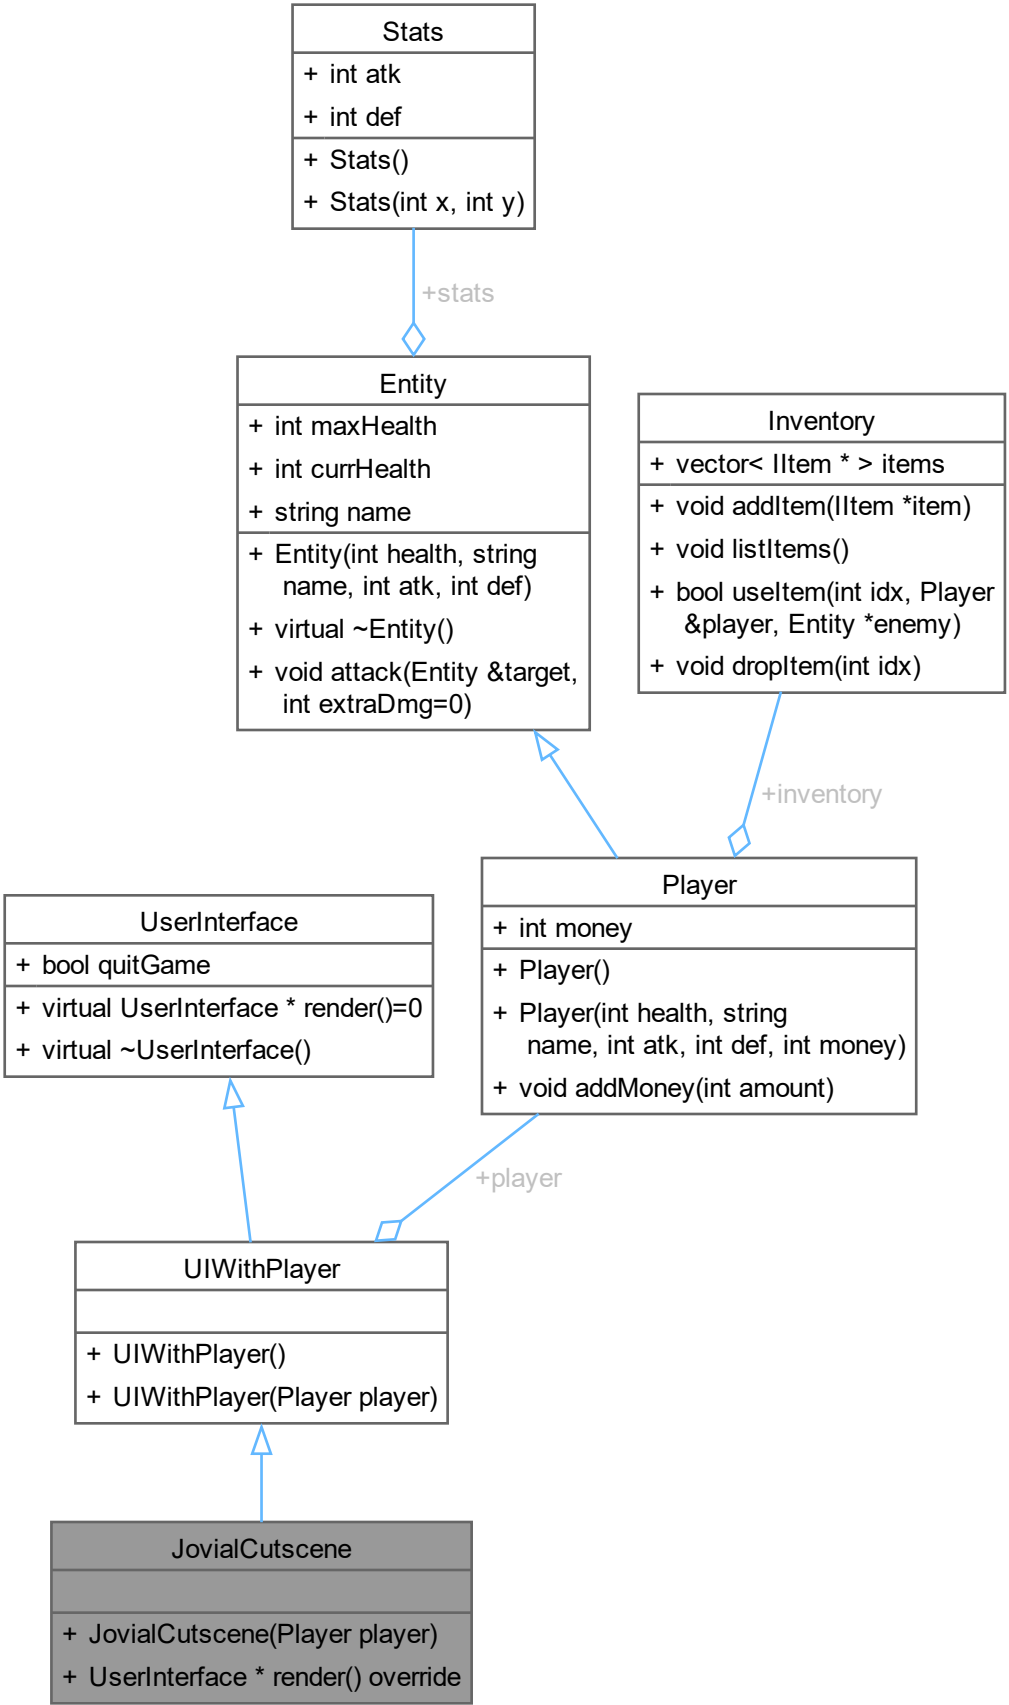 Stats
+ int atk
+ int def
+ Stats()
+ Stats(int x, int y)
+stats
Entity
+ int maxHealth
+ int currHealth
+ string name
+ Entity(int health, string
name, int atk, int def)
+ virtual ~Entity()
+ void attack(Entity &target,
int extraDmg=0)
Inventory
+ vector< IItem * > items
+ void addItem(IItem *item)
+ void listItems()
+ bool useItem(int idx, Player
&player, Entity *enemy)
+ void dropItem(int idx)
+inventory
Player
+ int money
+ Player()
+ Player(int health, string
name, int atk, int def, int money)
+ void addMoney(int amount)
UserInterface
+ bool quitGame
+ virtual UserInterface * render()=0
+ virtual ~UserInterface()
+player
UIWithPlayer
+ UIWithPlayer()
+ UIWithPlayer(Player player)
JovialCutscene
+ JovialCutscene(Player player)
+ UserInterface * render() override